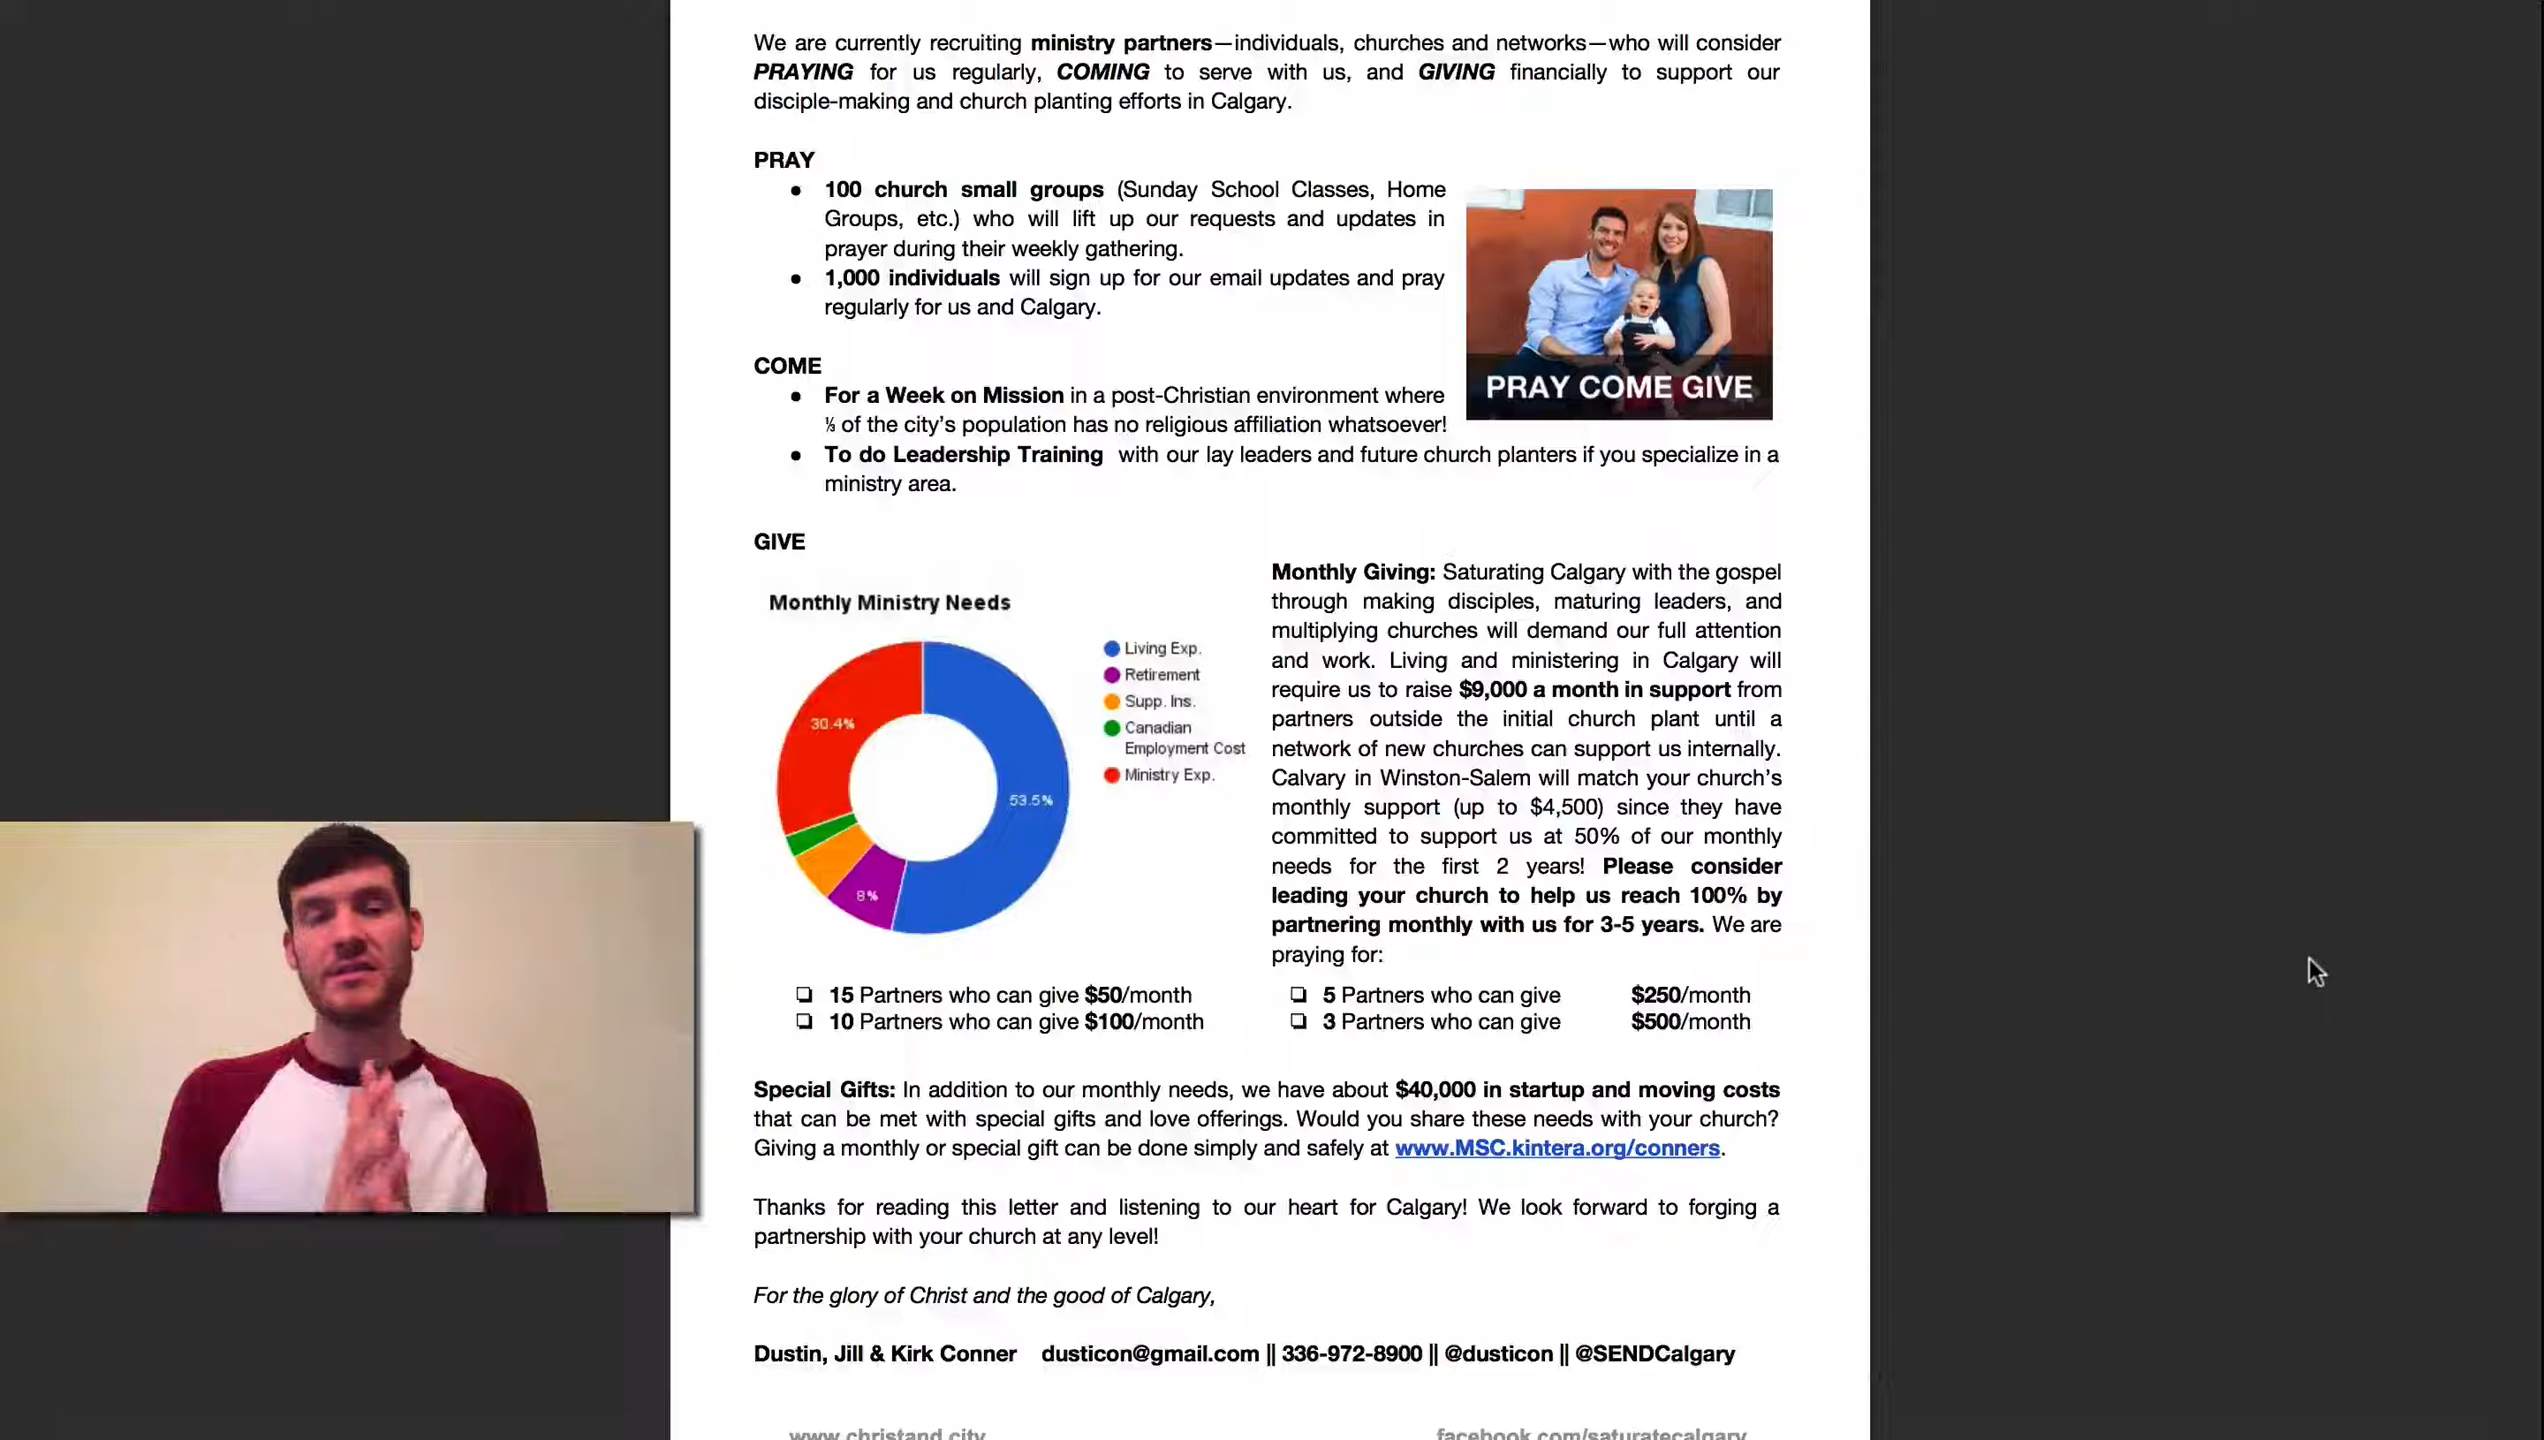 We are currently recruiting ministry partners—individuals, churches and networks—who will consider
PRAYING for us regularly, COMING to serve with us, and GIVING financially to support our
disciple-making and church planting efforts in Calgary.
PRAY
● 100 church small groups (Sunday School Classes, Home
Groups, etc.) who will lift up our requests and updates in
prayer during their weekly gathering.
● 1,000 individuals will sign up for our email updates and pray
regularly for us and Calgary.
PRAY COME GIVE
COME
● For a Week on Mission in a post-Christian environment where
⅓ of the city's population has no religious affiliation whatsoever!
● To do Leadership Training with our lay leaders and future church planters if you specialize in a
ministry area.
GIVE
Monthly Ministry Needs
30.4%
53.5%
8%
Living Exp.
Retirement
Supp. Ins.
Canadian
Employment Cost
Ministry Exp.
Monthly Giving: Saturating Calgary with the gospel
through making disciples, maturing leaders, and
multiplying churches will demand our full attention
and work. Living and ministering in Calgary will
require us to raise $9,000 a month in support from
partners outside the initial church plant until a
network of new churches can support us internally.
Calvary in Winston-Salem will match your church's
monthly support (up to $4,500) since they have
committed to support us at 50% of our monthly
needs for the first 2 years! Please consider
leading your church to help us reach 100% by
partnering monthly with us for 3-5 years. We are
praying for:
❏ 15 Partners who can give $50/month
❏ 10 Partners who can give $100/month
❏ 5 Partners who can give $250/month
❏ 3 Partners who can give $500/month
Special Gifts: In addition to our monthly needs, we have about $40,000 in startup and moving costs
that can be met with special gifts and love offerings. Would you share these needs with your church?
Giving a monthly or special gift can be done simply and safely at www.MSC.kintera.org/conners.
Thanks for reading this letter and listening to our heart for Calgary! We look forward to forging a
partnership with your church at any level!
For the glory of Christ and the good of Calgary,
Dustin, Jill & Kirk Conner dusticon@gmail.com || 336-972-8900 || @dusticon || @SENDCalgary
www.christand.city facebook.com/saturatecalgary